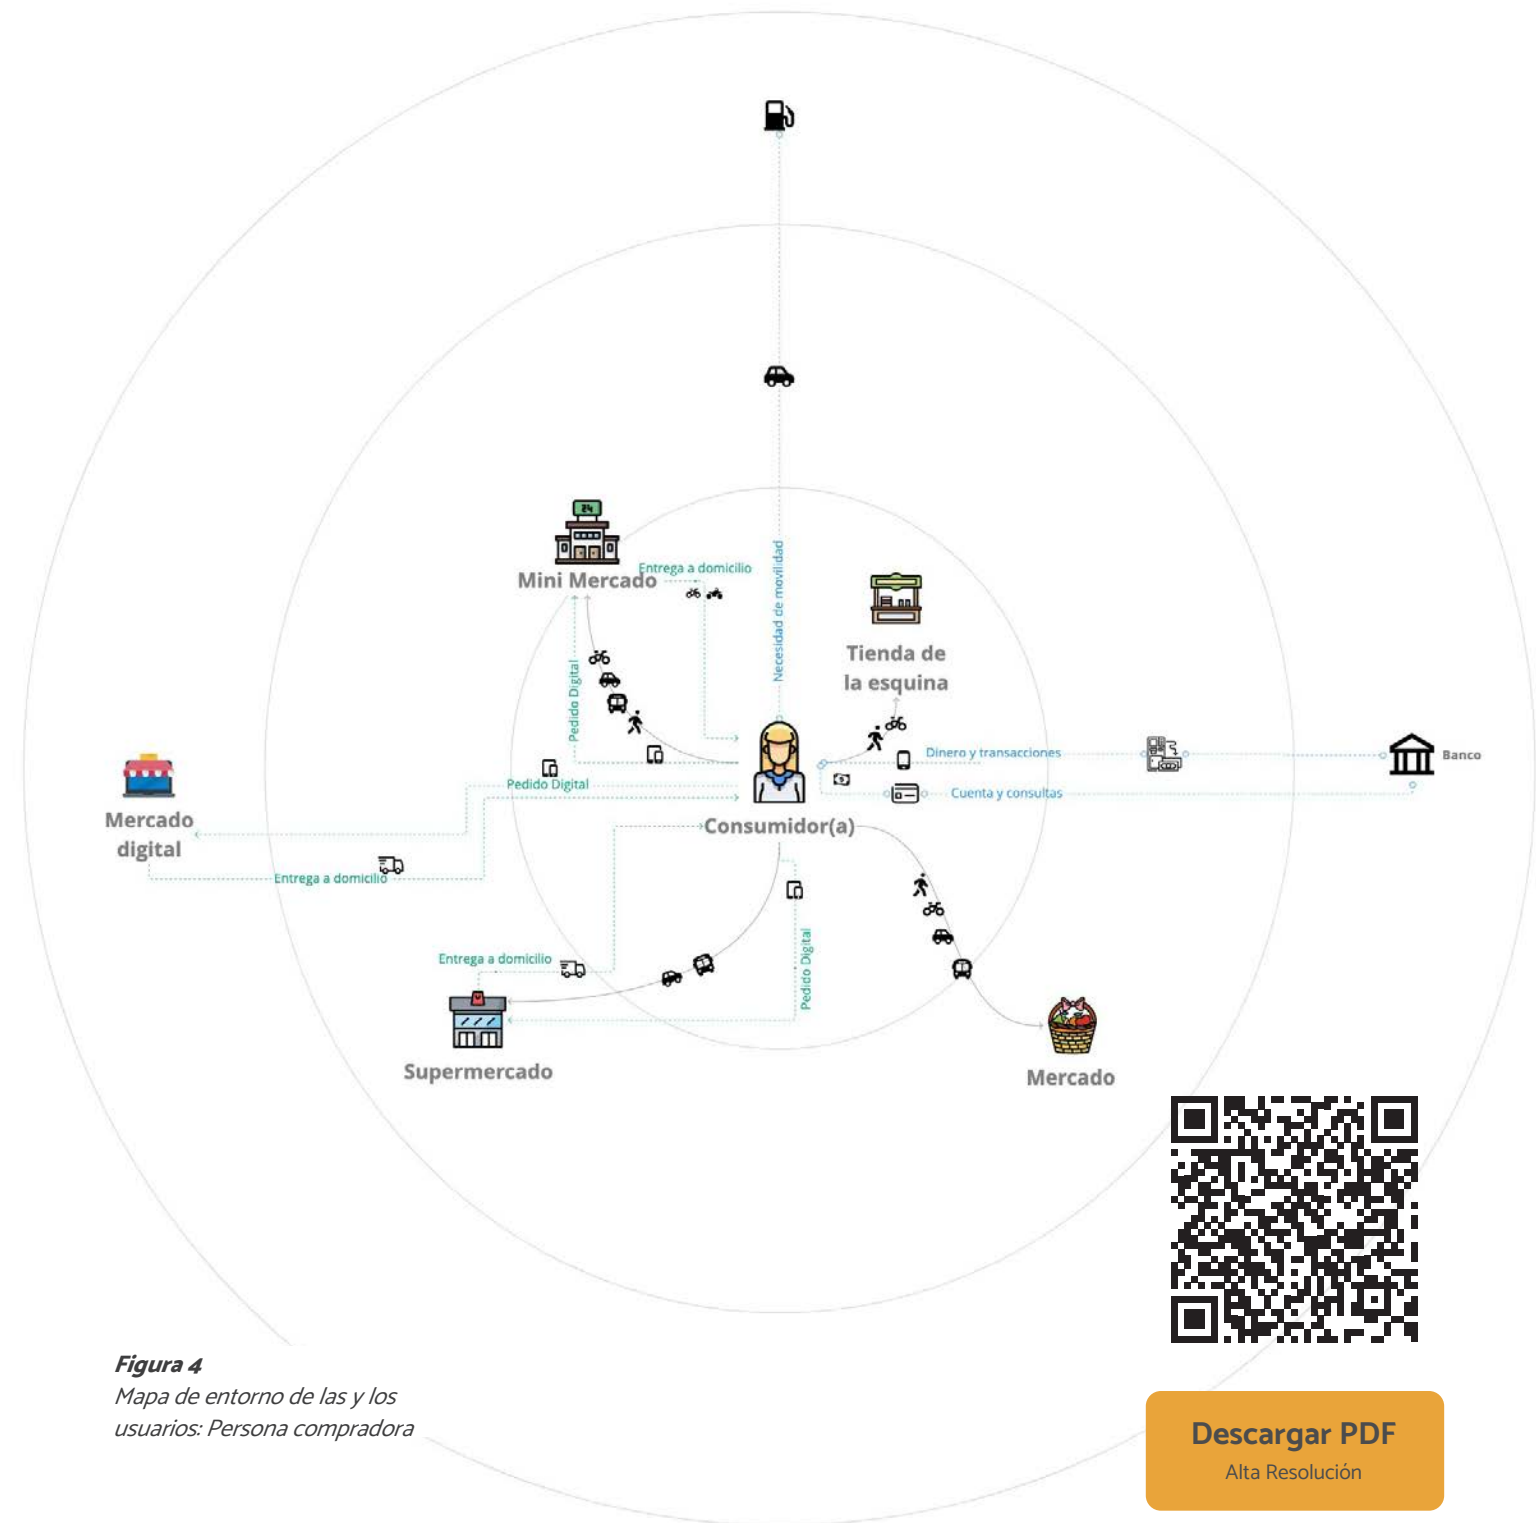 24
Entrega a domicilio
Mini Mercado
Necesidad de movilidad
Tienda de
la esquina
Pedido Digital
Dinero y transacciones
Banco
Pedido Digital
Cuenta y consultas
Mercado
digital
Consumidor(a)
Entrega a domicilio
Pedido Digital
Entrega a domicilio
Supermercado
Mercado
Figura 4
Mapa de entorno de las y los
usuarios: Persona compradora
Descargar PDF
Alta Resolución